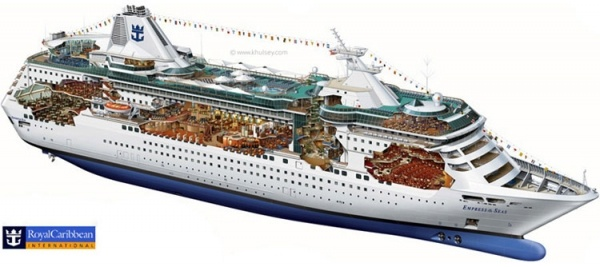 © www.khulsey.com
EMPRESS OF THE SEAS
RoyalCaribbean
INTERNATIONAL